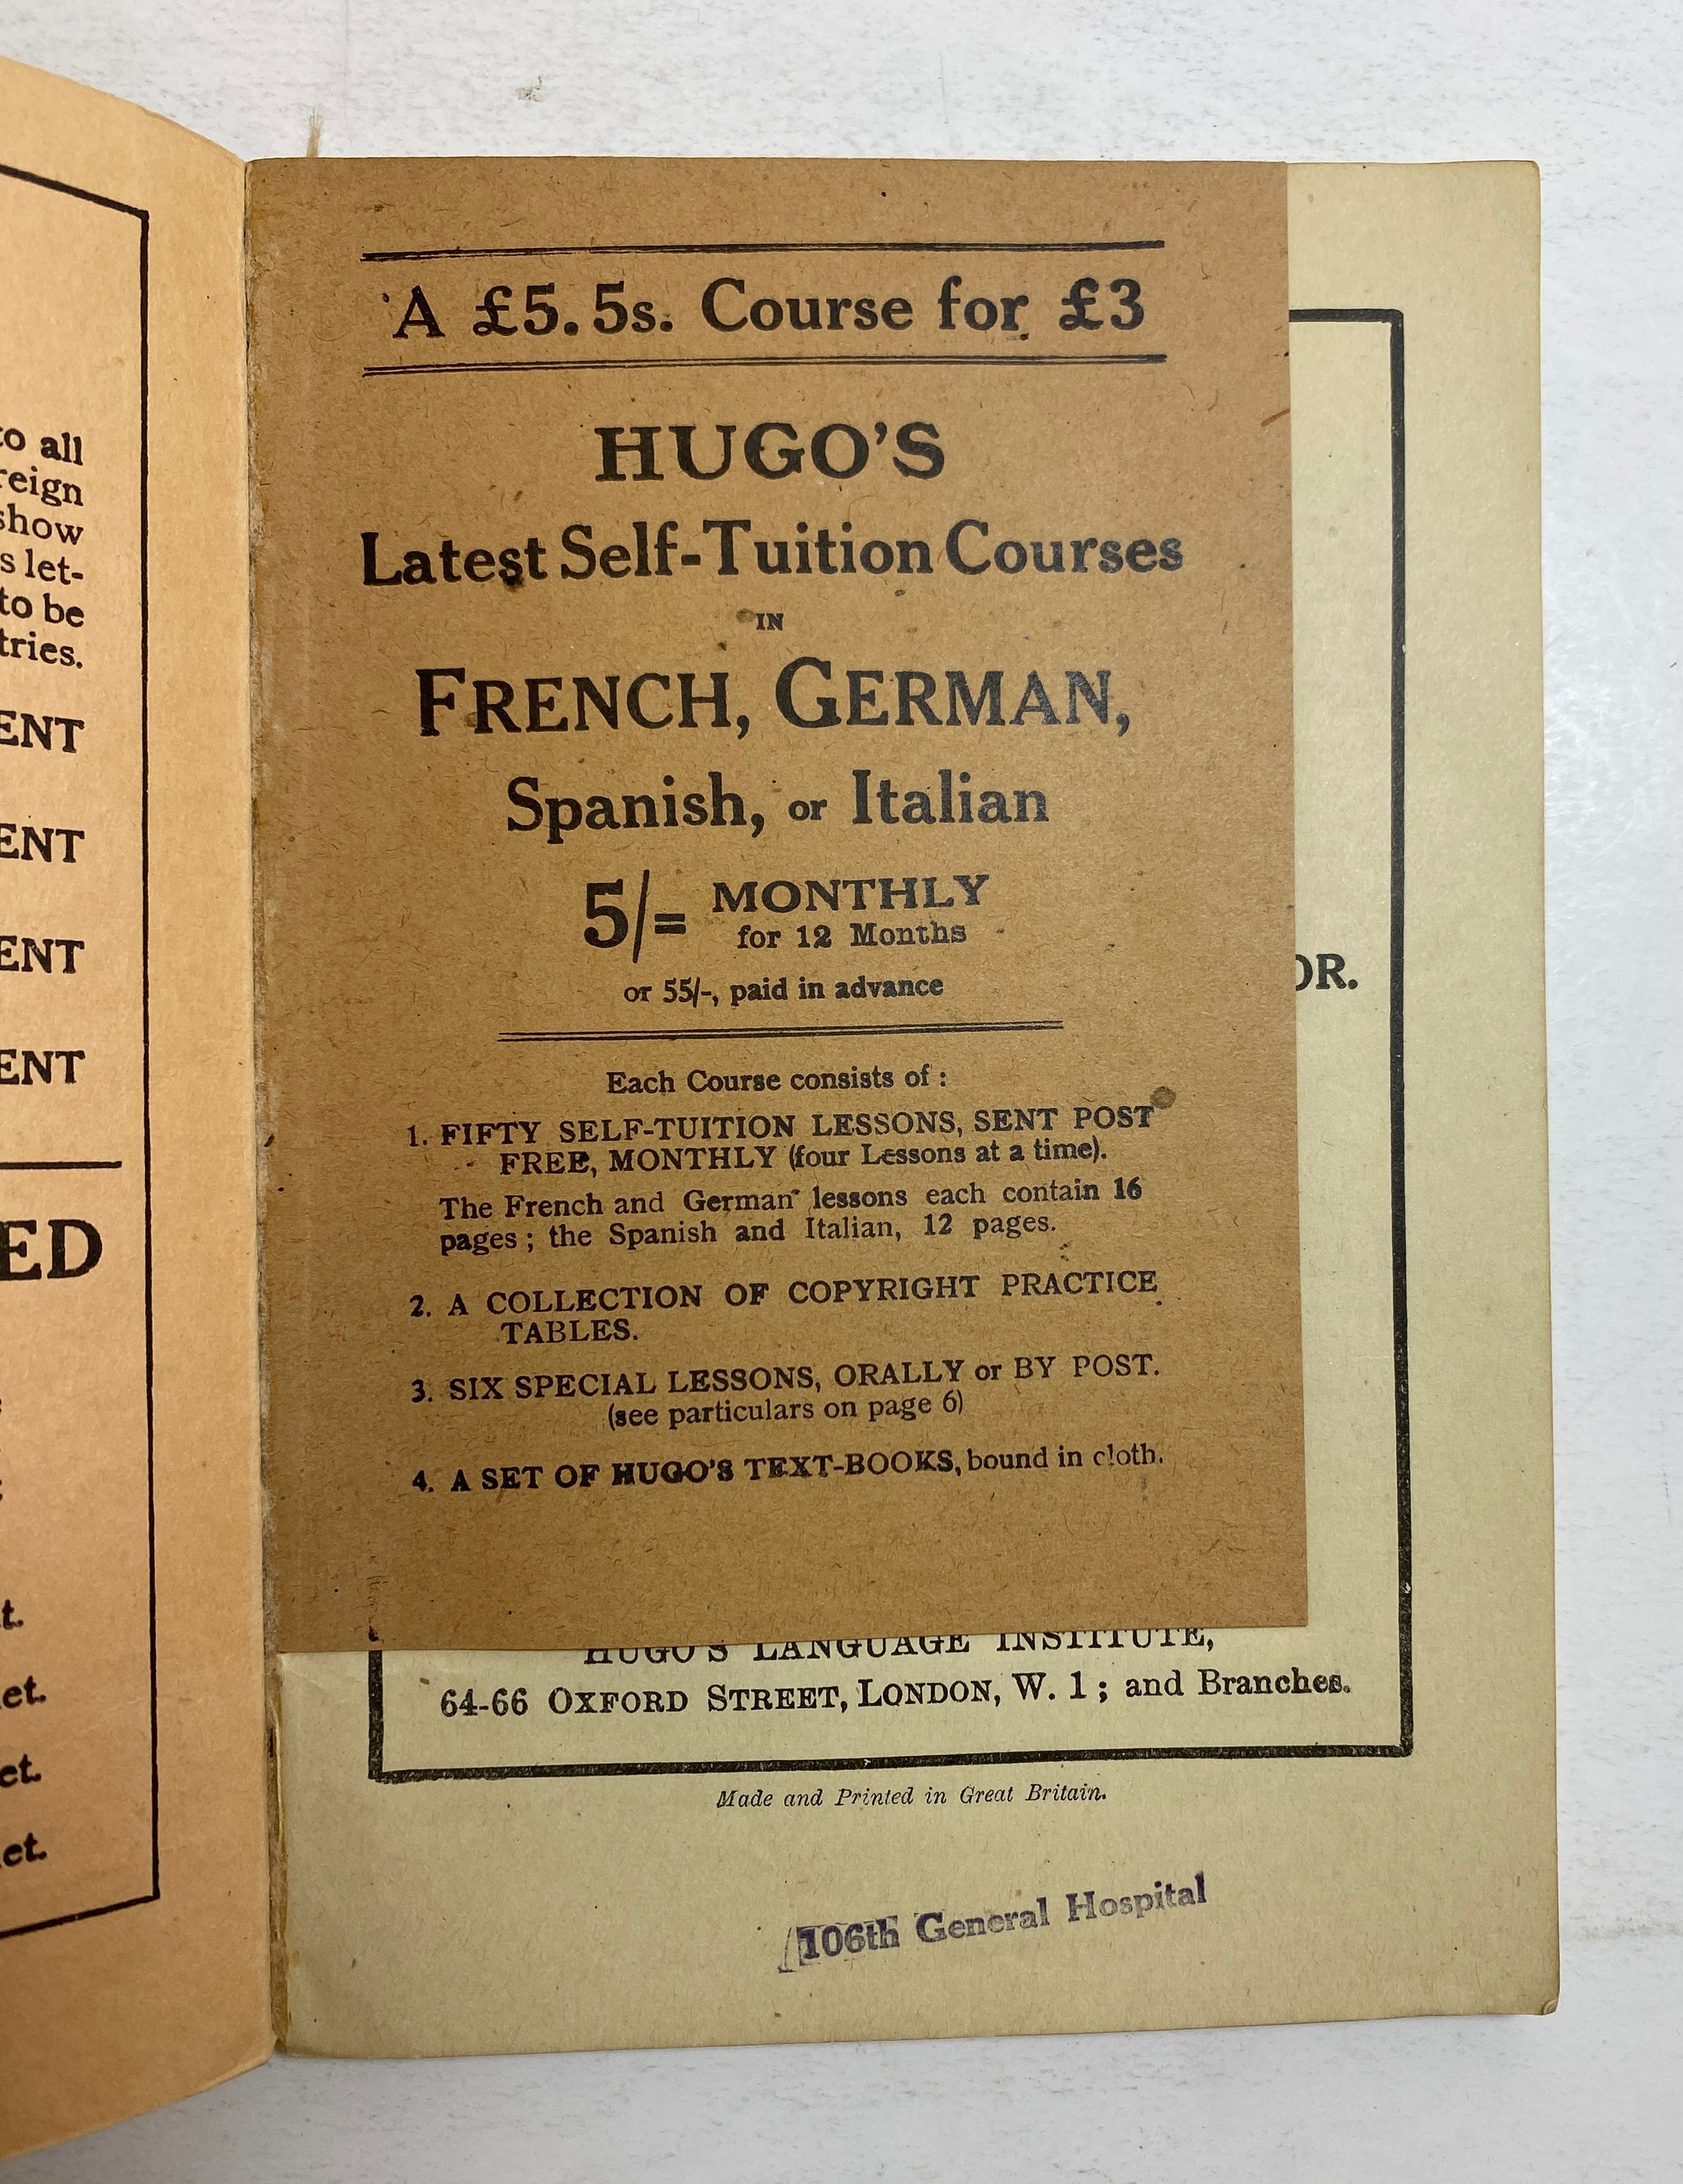 to all
show
s let-
to be
ENT
ENT
ENT
ENT
ED
A £5. 5s. Course for £3
HUGO'S
Latest Self-Tuition Courses
IN
FRENCH, GERMAN,
Spanish, or Italian
5/= MONTHLY
for 12 Months
or 55/-, paid in advance
Each Course consists of :
1. FIFTY SELF-TUITION LESSONS, SENT POST
FREE, MONTHLY (four Lessons at a time).
The French and German lessons each contain 16
pages ; the Spanish and Italian, 12 pages.
2. A COLLECTION OF COPYRIGHT PRACTICE
TABLES.
3. SIX SPECIAL LESSONS, ORALLY or BY POST.
(see particulars on page 6)
4. A SET OF HUGO'S TEXT-BOOKS, bound in cloth.
OR.
HUGO'S LANGUAGE INSTITUTE,
64-66 OXFORD STREET, LONDON, W. 1 ; and Branches.
Made and Printed in Great Britain.
106th General Hospital